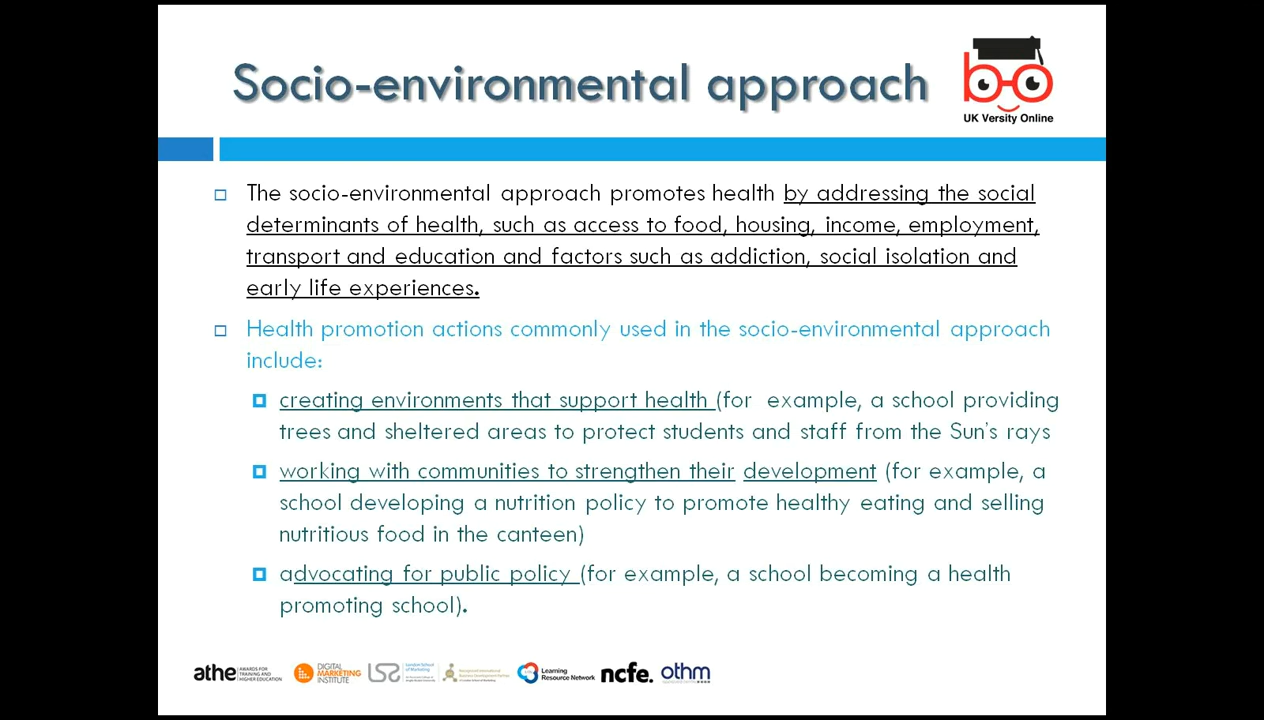 Socio-environmental approach
UK Versity Online
The socio-environmental approach promotes health by addressing the social
determinants of health, such as access to food, housing, income, employment,
transport and education and factors such as addiction, social isolation and
early life experiences.
Health promotion actions commonly used in the socio-environmental approach
include:
creating environments that support health (for example, a school providing
trees and sheltered areas to protect students and staff from the Sun's rays
working with communities to strengthen their development (for example, a
school developing a nutrition policy to promote healthy eating and selling
nutritious food in the canteen)
advocating for public policy (for example, a school becoming a health
promoting school).
athe AWARDS FOR TRAINING AND HIGHER EDUCATION
DIGITAL MARKETING INSTITUTE
LSM London School of Marketing
Learning Resource Network
ncfe.
othm